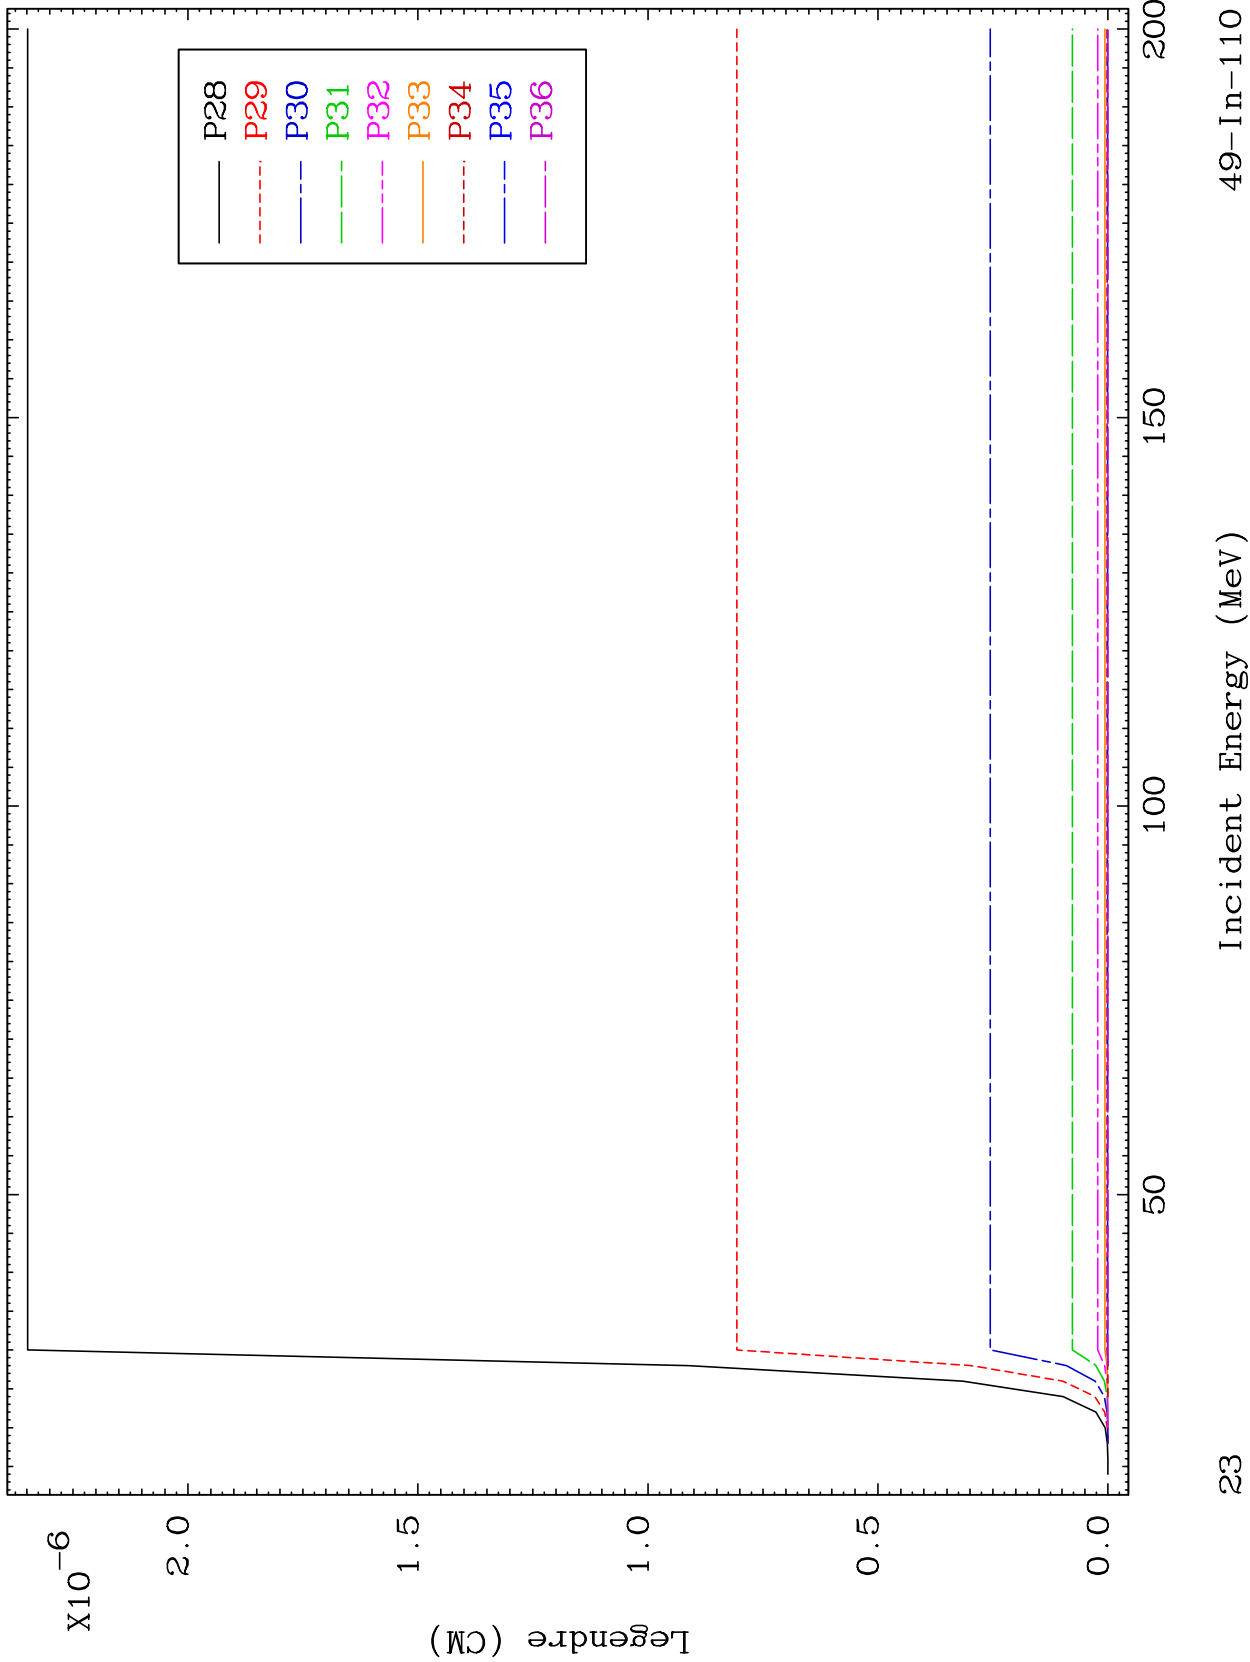 X10⁻⁶
2.0
1.5
1.0
0.5
0.0
Legendre (CM)
P28
P29
P30
P31
P32
P33
P34
P35
P36
50
100
150
200
Incident Energy (MeV)
23
49-In-110